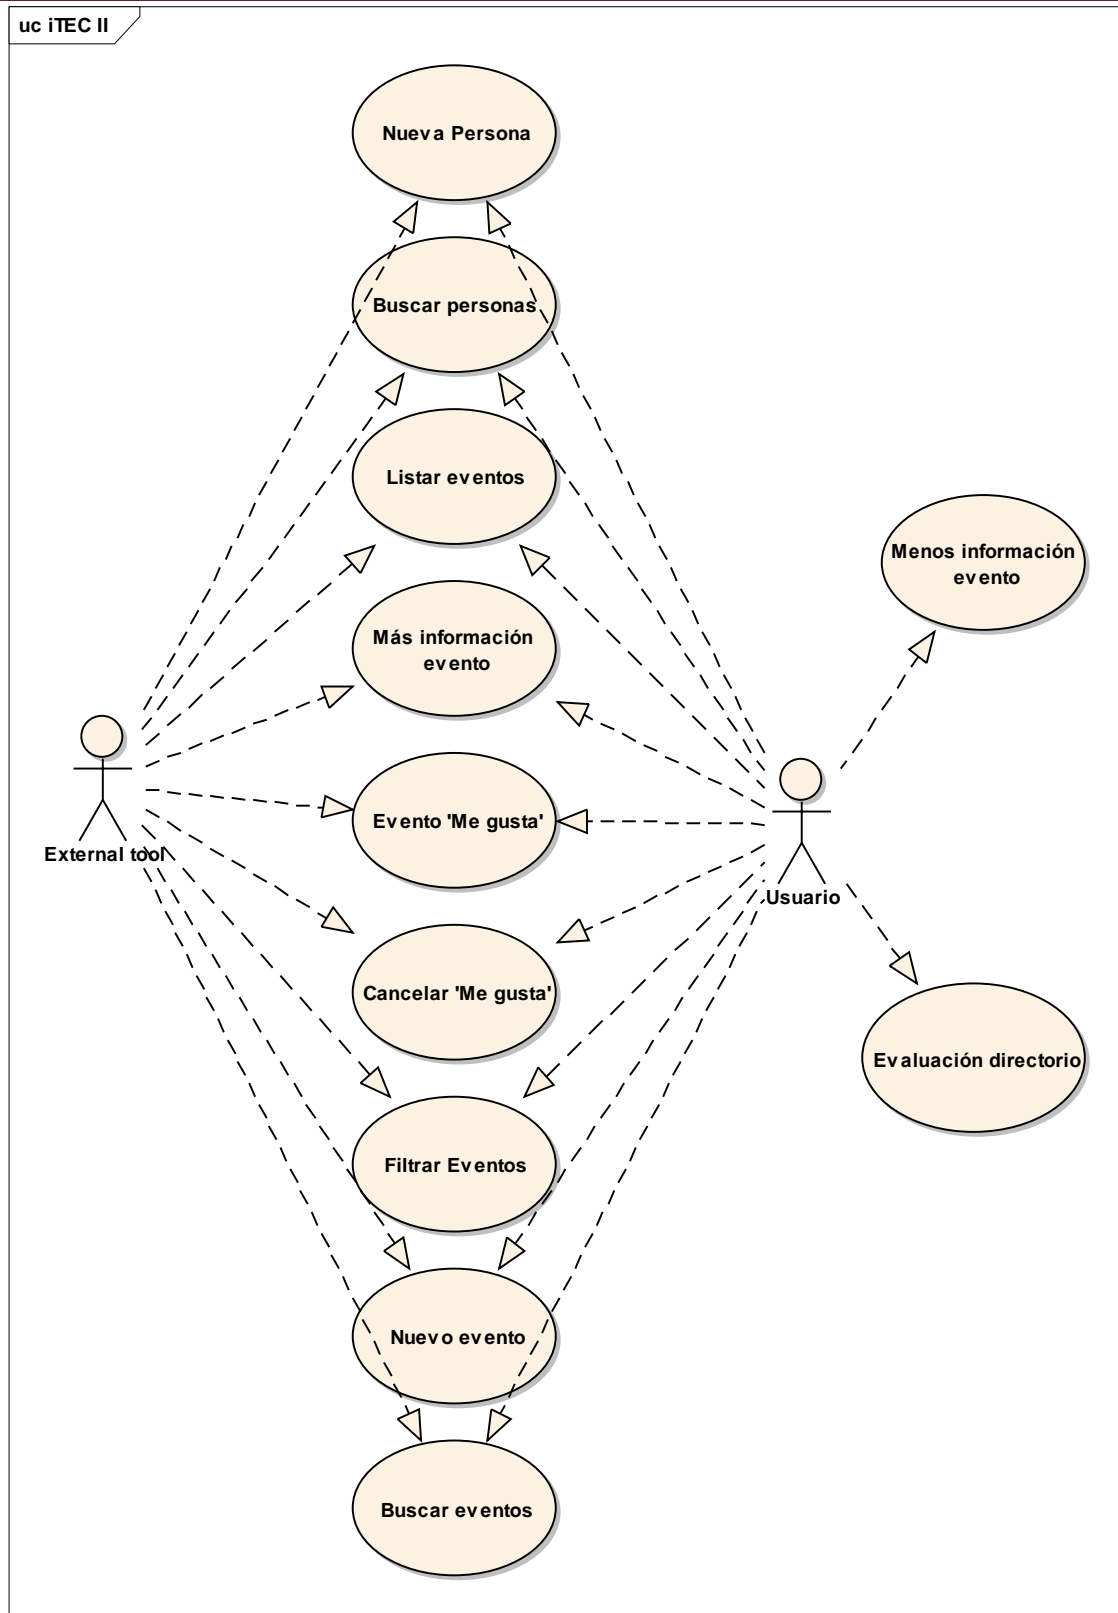 uc iTEC II
Nueva Persona
Buscar personas
Listar eventos
Menos información
evento
Más información
evento
Evento 'Me gusta'
External tool
Usuario
Cancelar 'Me gusta'
Evaluación directorio
Filtrar Eventos
Nuevo evento
Buscar eventos